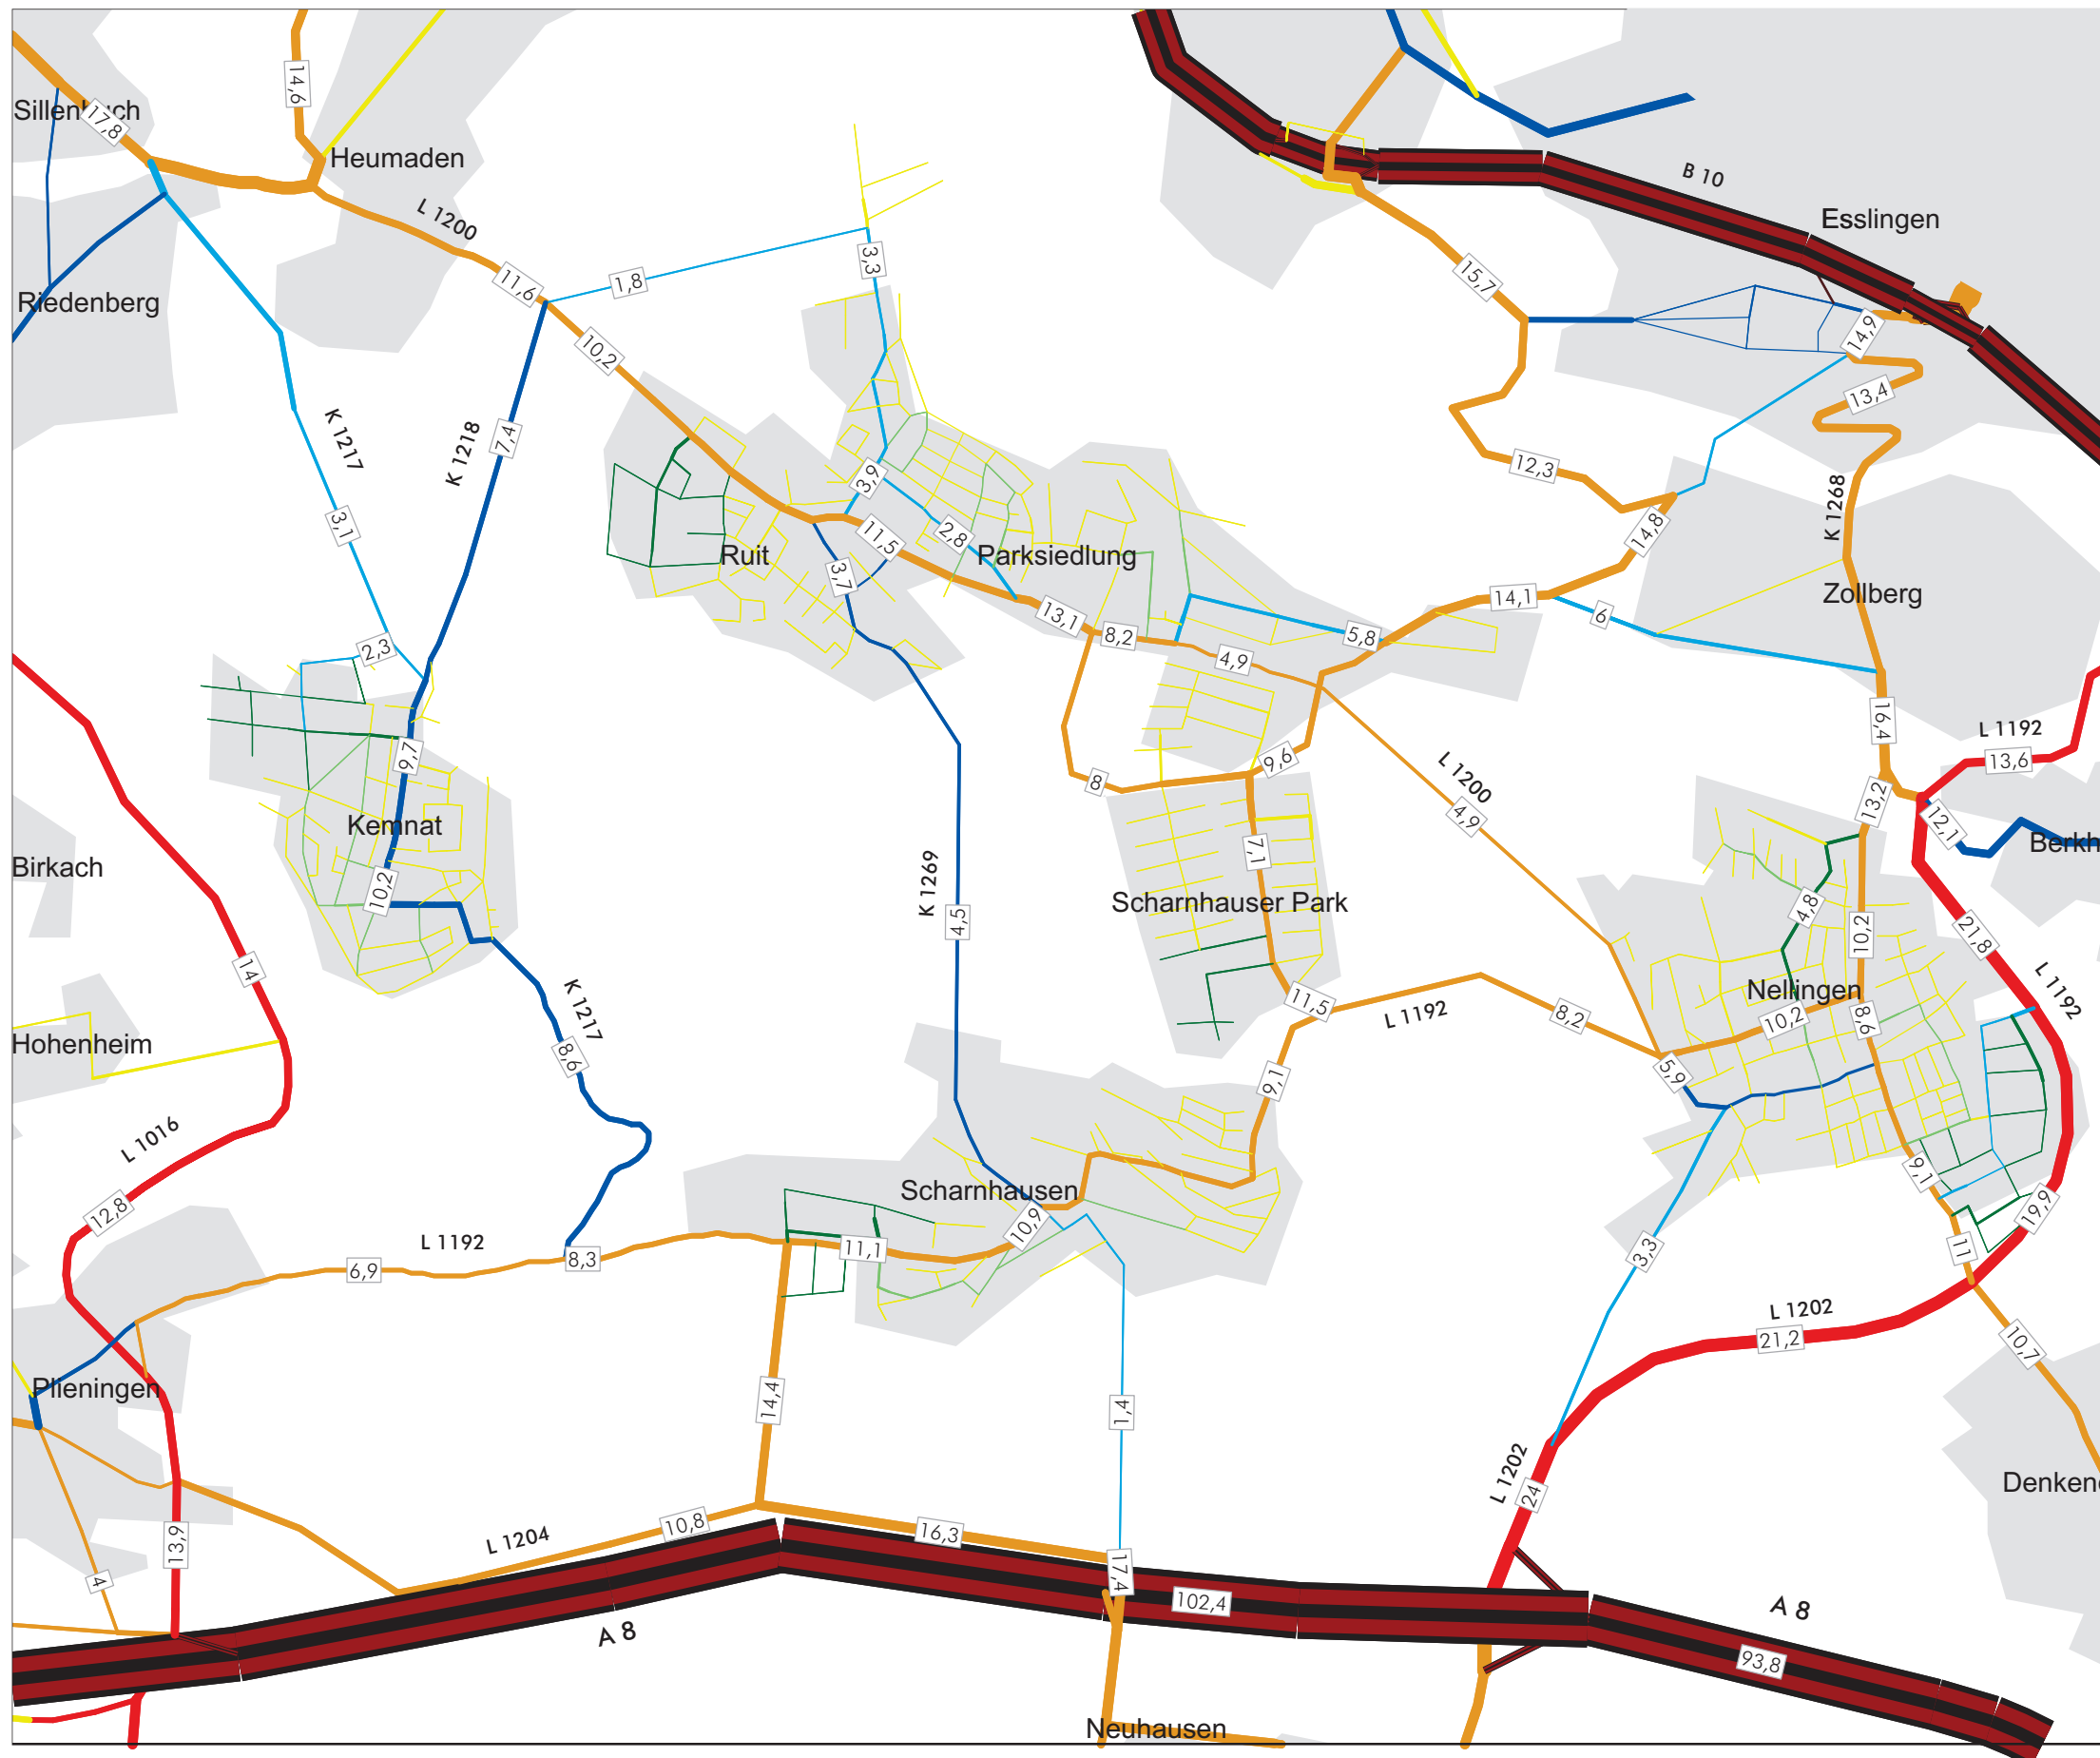 14,6
Sillenbuch
17,8
Heumaden
B 10
L 1200
Esslingen
3,3
15,7
1,8
11,6
Riedenberg
14,9
10,2
13,4
K 1217
K 1218
7,4
12,3
3,9
K 1268
3,1
14,8
11,5
2,8
Ruit
Parksiedlung
3,7
Zollberg
14,1
13,1
6
8,2
5,8
2,3
4,9
16,4
L 1192
9,7
9,6
13,6
8
L 1200
13,2
4,9
12,1
Kemnat
7,1
Berkh
Birkach
10,2
K 1269
Scharnhauser Park
4,8
4,5
10,2
21,8
14
Nellingen
L 1192
11,5
K 1217
L 1192
8,2
10,2
8,6
Hohenheim
8,6
5,9
9,1
L 1016
9,1
Scharnhausen
12,8
19,9
10,9
L 1192
11,1
11
3,3
8,3
6,9
L 1202
21,2
10,7
Plieningen
14,4
1,4
L 1202
Denkend
24
10,8
16,3
L 1204
13,9
4
17,4
102,4
A 8
A 8
93,8
Neuhausen